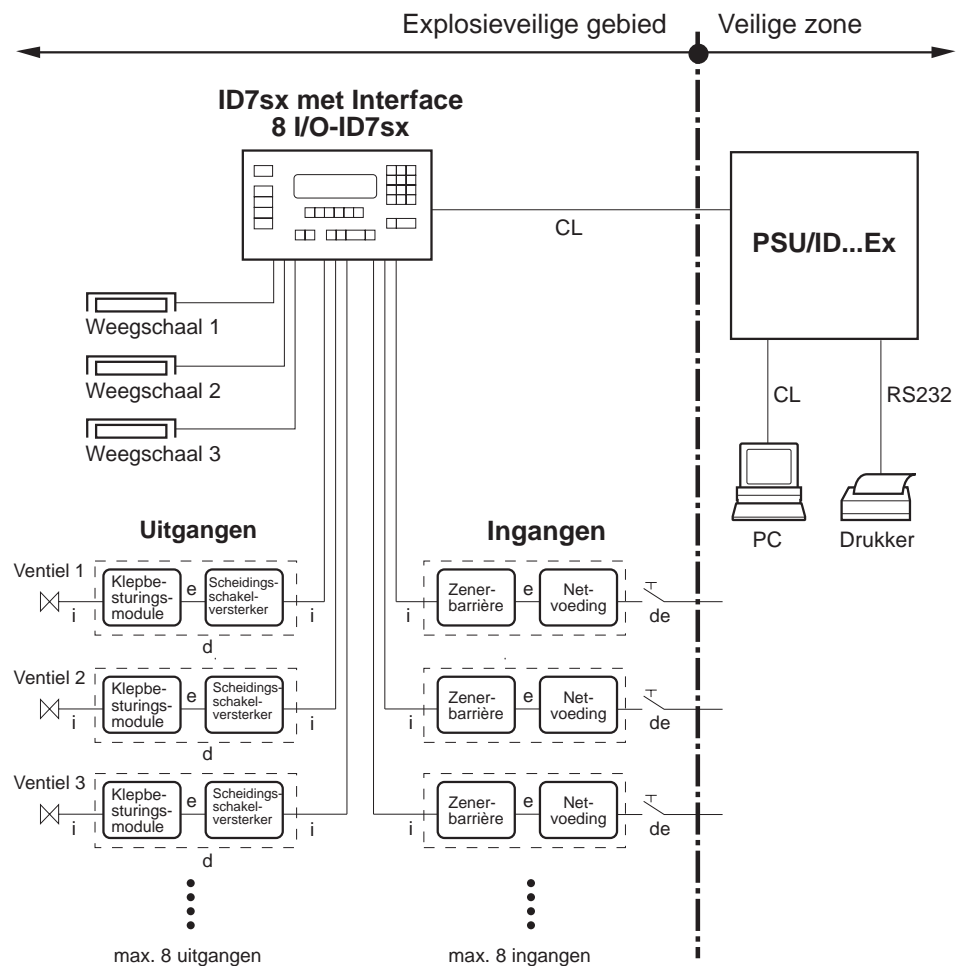 Explosieveilige gebied
Veilige zone
ID7sx met Interface
8 I/O-ID7sx
CL
PSU/ID...Ex
Weegschaal 1
Weegschaal 2
Weegschaal 3
CL
RS232
PC
Drukker
Uitgangen
Ingangen
Ventiel 1
i
Klepbe-
sturings-
module
e
Scheidings-
schakel-
versterker
i
d
i
Zener-
barrière
e
Net-
voeding
de
Ventiel 2
i
Klepbe-
sturings-
module
e
Scheidings-
schakel-
versterker
i
d
i
Zener-
barrière
e
Net-
voeding
de
Ventiel 3
i
Klepbe-
sturings-
module
e
Scheidings-
schakel-
versterker
i
d
i
Zener-
barrière
e
Net-
voeding
de
max. 8 uitgangen
max. 8 ingangen